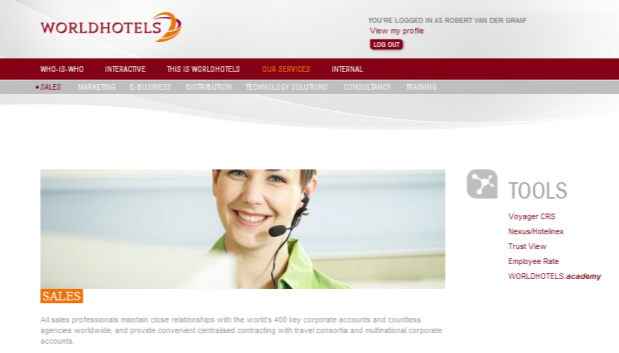 WORLDHOTELS
YOU'RE LOGGED IN AS ROBERT VAN DER GRAAF
View my profile
LOG OUT
WHO-IS-WHO INTERACTIVE THIS IS WORLDHOTELS OUR SERVICES INTERNAL
SALES MARKETING E-BUSINESS DISTRIBUTION TECHNOLOGY SOLUTIONS CONSULTANCY TRAINING
TOOLS
Voyager CRS
Nexus/Hotelinex
Trust View
Employee Rate
WORLDHOTELS.academy
SALES
All sales professionals maintain close relationships with the world's 400 key corporate accounts and countless
agencies worldwide, and provide convenient centralised contracting with travel consortia and multinational corporate
accounts.